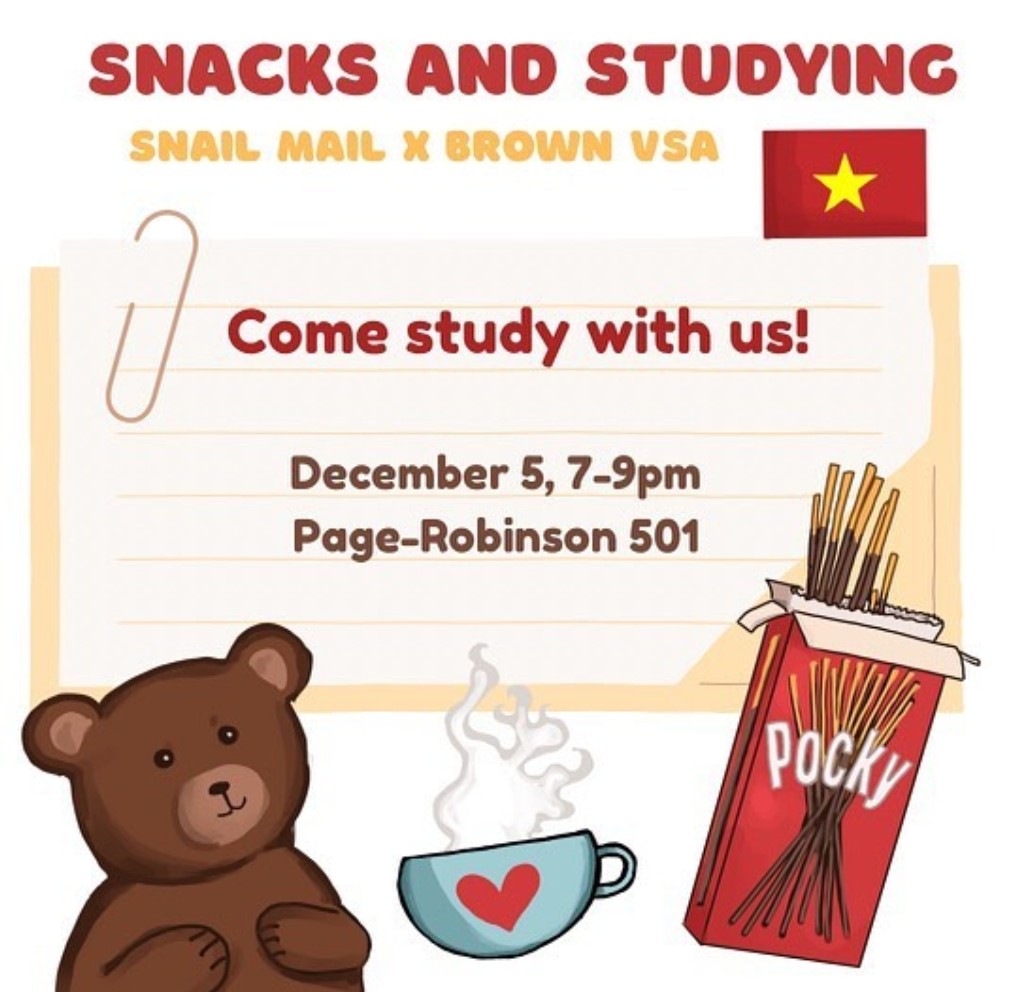 SNACKS AND STUDYING
SNAIL MAIL X BROWN VSA
Come study with us!
December 5, 7-9pm
Page-Robinson 501
POCKY